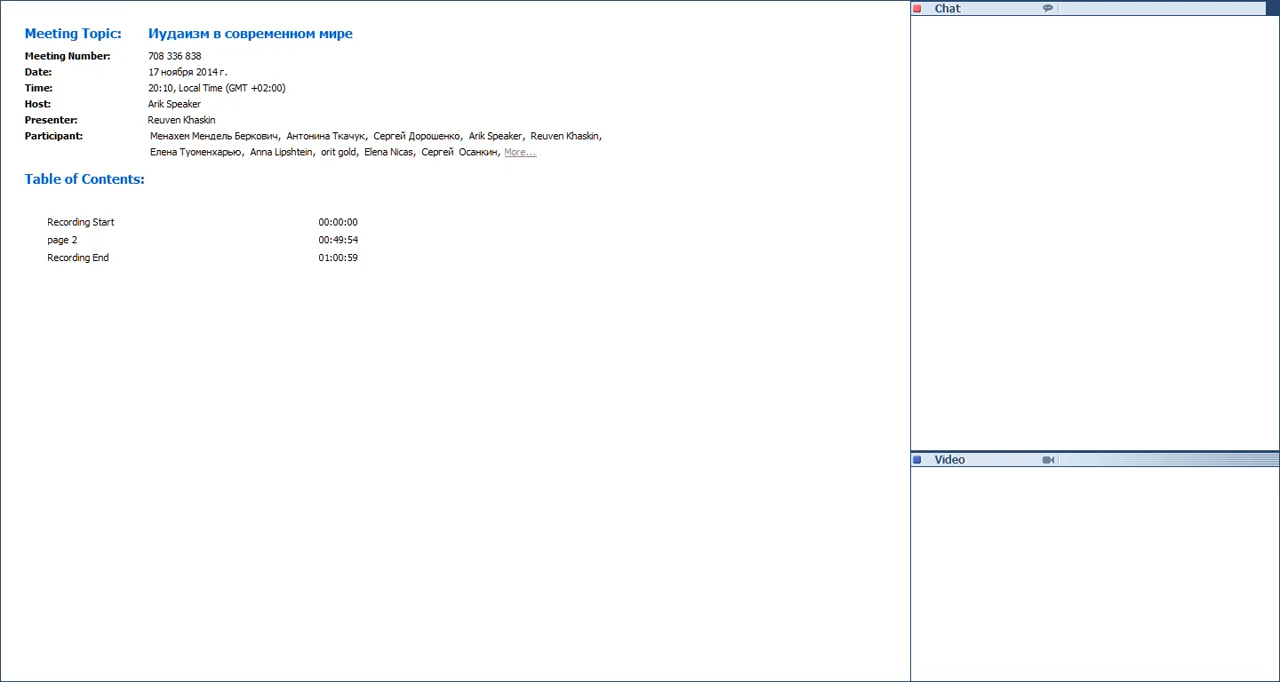 Meeting Topic: Иудаизм в современном мире
Meeting Number: 708 336 838
Date: 17 ноября 2014 г.
Time: 20:10, Local Time (GMT +02:00)
Host: Arik Speaker
Presenter: Reuven Khaskin
Participant: Менахем Мендель Беркович, Антонина Ткачук, Сергей Дорошенко, Arik Speaker, Reuven Khaskin,
Елена Туоменхарью, Anna Lipshtein, orit gold, Elena Nicas, Сергей Осанкин, More...
Table of Contents:
Recording Start 00:00:00
page 2 00:49:54
Recording End 01:00:59
Chat
Video